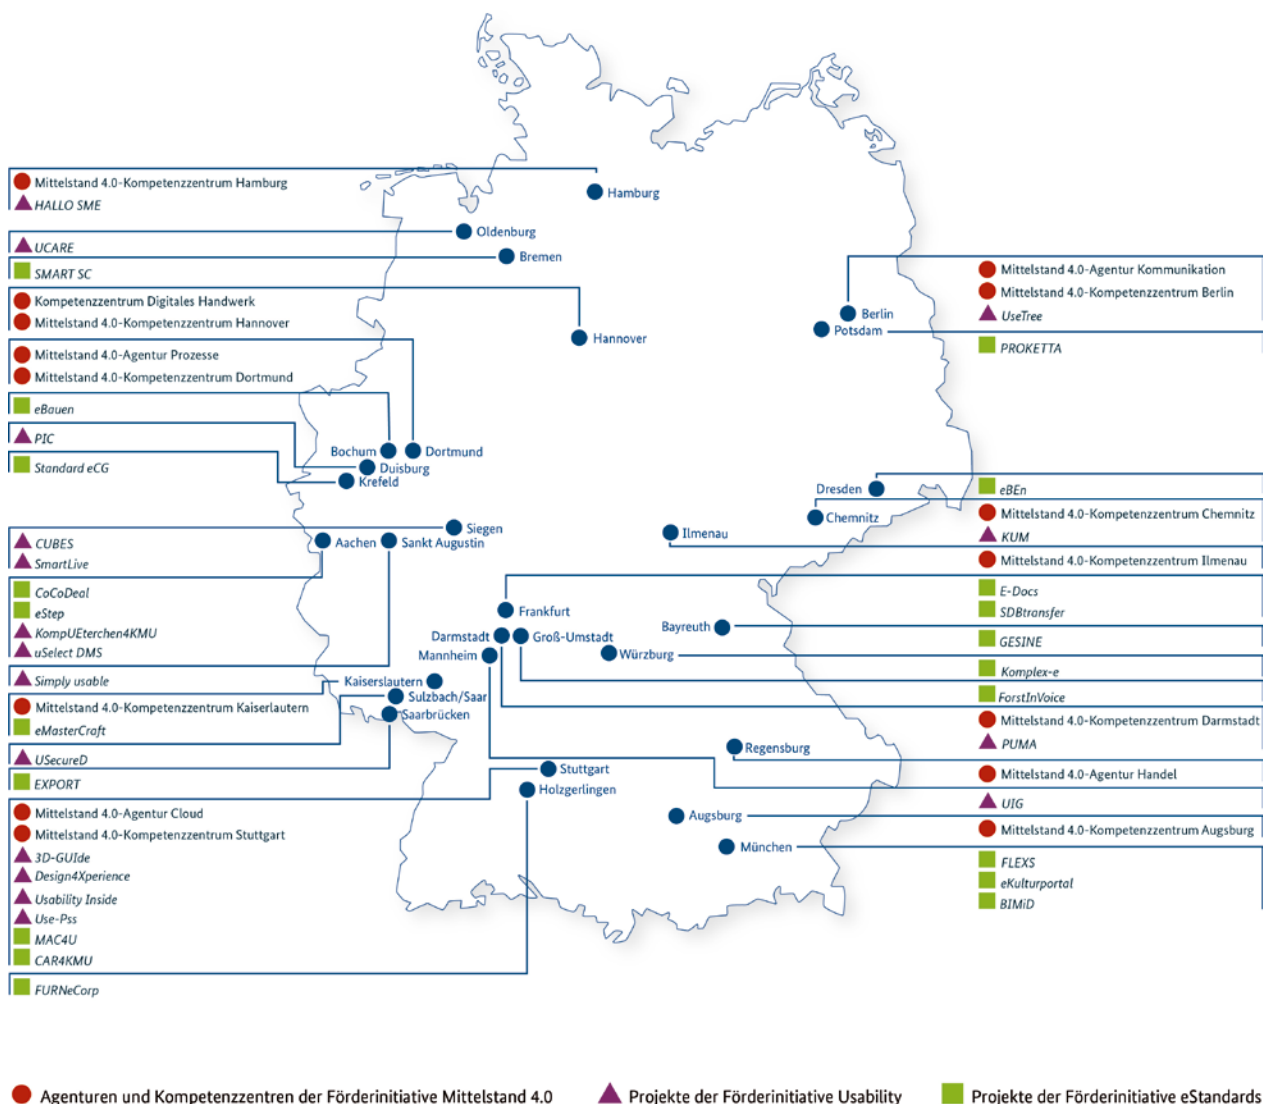 Mittelstand 4.0-Kompetenzzentrum Hamburg
HALLO SME
UCARE
SMART SC
Kompetenzzentrum Digitales Handwerk
Mittelstand 4.0-Kompetenzzentrum Hannover
Mittelstand 4.0-Agentur Prozesse
Mittelstand 4.0-Kompetenzzentrum Dortmund
eBauen
PIC
Standard eCG
CUBES
SmartLive
CoCoDeal
eStep
KompUEterchen4KMU
uSelect DMS
Simply usable
Mittelstand 4.0-Kompetenzzentrum Kaiserlautern
eMasterCraft
USecureD
EXPORT
Mittelstand 4.0-Agentur Cloud
Mittelstand 4.0-Kompetenzzentrum Stuttgart
3D-GUIde
Design4Xperience
Usability Inside
Use-Pss
MAC4U
CAR4KMU
FURNeCorp
Hamburg
Oldenburg
Bremen
Hannover
Berlin
Potsdam
Bochum
Dortmund
Duisburg
Krefeld
Dresden
Chemnitz
Siegen
Aachen
Sankt Augustin
Ilmenau
Frankfurt
Bayreuth
Darmstadt
Groß-Umstadt
Mannheim
Würzburg
Kaiserslautern
Sulzbach/Saar
Saarbrücken
Regensburg
Stuttgart
Holzgerlingen
Augsburg
München
Mittelstand 4.0-Agentur Kommunikation
Mittelstand 4.0-Kompetenzzentrum Berlin
UseTree
PROKETTA
eBEn
Mittelstand 4.0-Kompetenzzentrum Chemnitz
KUM
Mittelstand 4.0-Kompetenzzentrum Ilmenau
E-Docs
SDBtransfer
GESINE
Komplex-e
ForstInVoice
Mittelstand 4.0-Kompetenzzentrum Darmstadt
PUMA
Mittelstand 4.0-Agentur Handel
UIG
Mittelstand 4.0-Kompetenzzentrum Augsburg
FLEXS
eKulturportal
BIMiD
Agenturen und Kompetenzzentren der Förderinitiative Mittelstand 4.0
Projekte der Förderinitiative Usability
Projekte der Förderinitiative eStandards